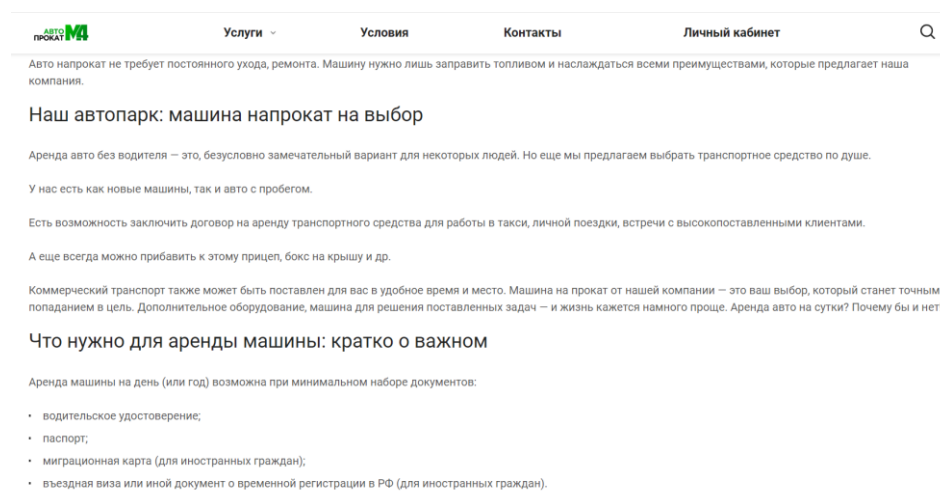 АВТО
ПРОКАТ М4
Услуги
Условия
Контакты
Личный кабинет
Авто напрокат не требует постоянного ухода, ремонта. Машину нужно лишь заправить топливом и наслаждаться всеми преимуществами, которые предлагает наша
компания.
Наш автопарк: машина напрокат на выбор
Аренда авто без водителя — это, безусловно замечательный вариант для некоторых людей. Но еще мы предлагаем выбрать транспортное средство по душе.
У нас есть как новые машины, так и авто с пробегом.
Есть возможность заключить договор на аренду транспортного средства для работы в такси, личной поездки, встречи с высокопоставленными клиентами.
А еще всегда можно прибавить к этому прицеп, бокс на крышу и др.
Коммерческий транспорт также может быть поставлен для вас в удобное время и место. Машина на прокат от нашей компании — это ваш выбор, который станет точным
попаданием в цель. Дополнительное оборудование, машина для решения поставленных задач — и жизнь кажется намного проще. Аренда авто на сутки? Почему бы и нет
Что нужно для аренды машины: кратко о важном
Аренда машины на день (или год) возможна при минимальном наборе документов:
• водительское удостоверение;
• паспорт;
• миграционная карта (для иностранных граждан);
• въездная виза или иной документ о временной регистрации в РФ (для иностранных граждан).